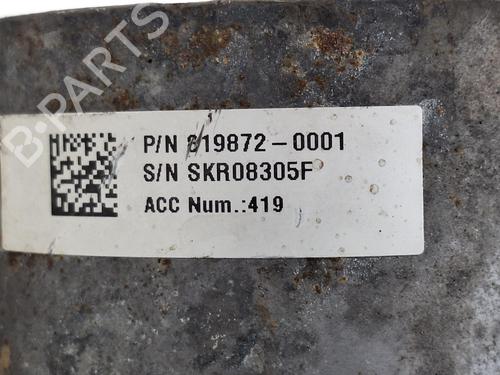 B-PARTS
P/N 819872-0001
S/N SKR08305F
ACC Num.:419